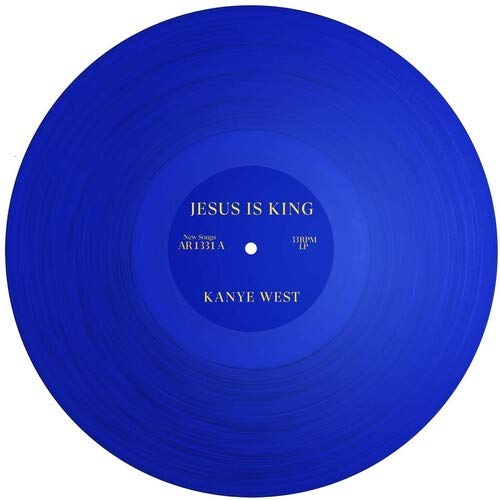 JESUS IS KING
New Songs
AR 1331 A
33RPM
LP
KANYE WEST